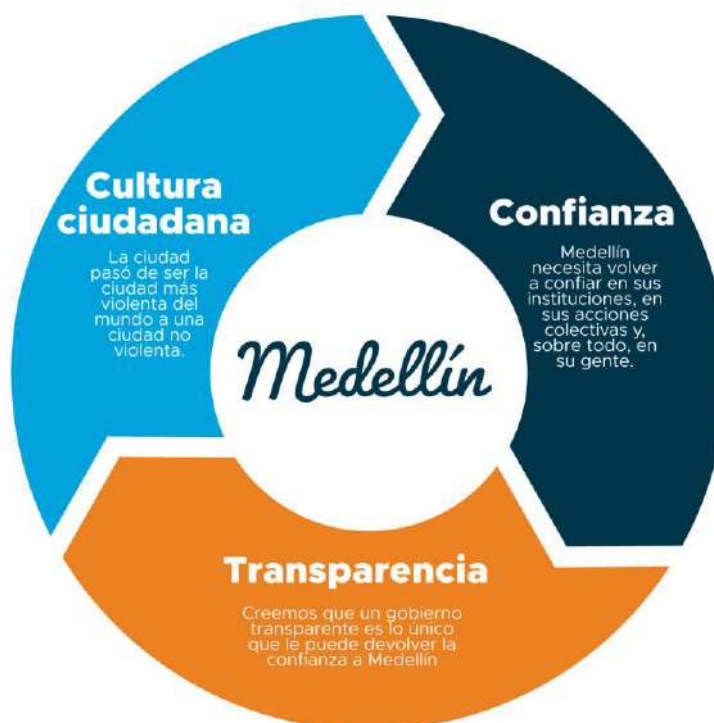 Cultura
ciudadana
La ciudad
pasó de ser la
ciudad más
violenta del
mundo a una
ciudad no
violenta.
Confianza
Medellín
necesita volver
a confiar en sus
instituciones, en
sus acciones
colectivas y,
sobre todo, en
su gente.
Medellín
Transparencia
Creemos que un gobierno
transparente es lo único
que le puede devolver la
confianza a Medellín